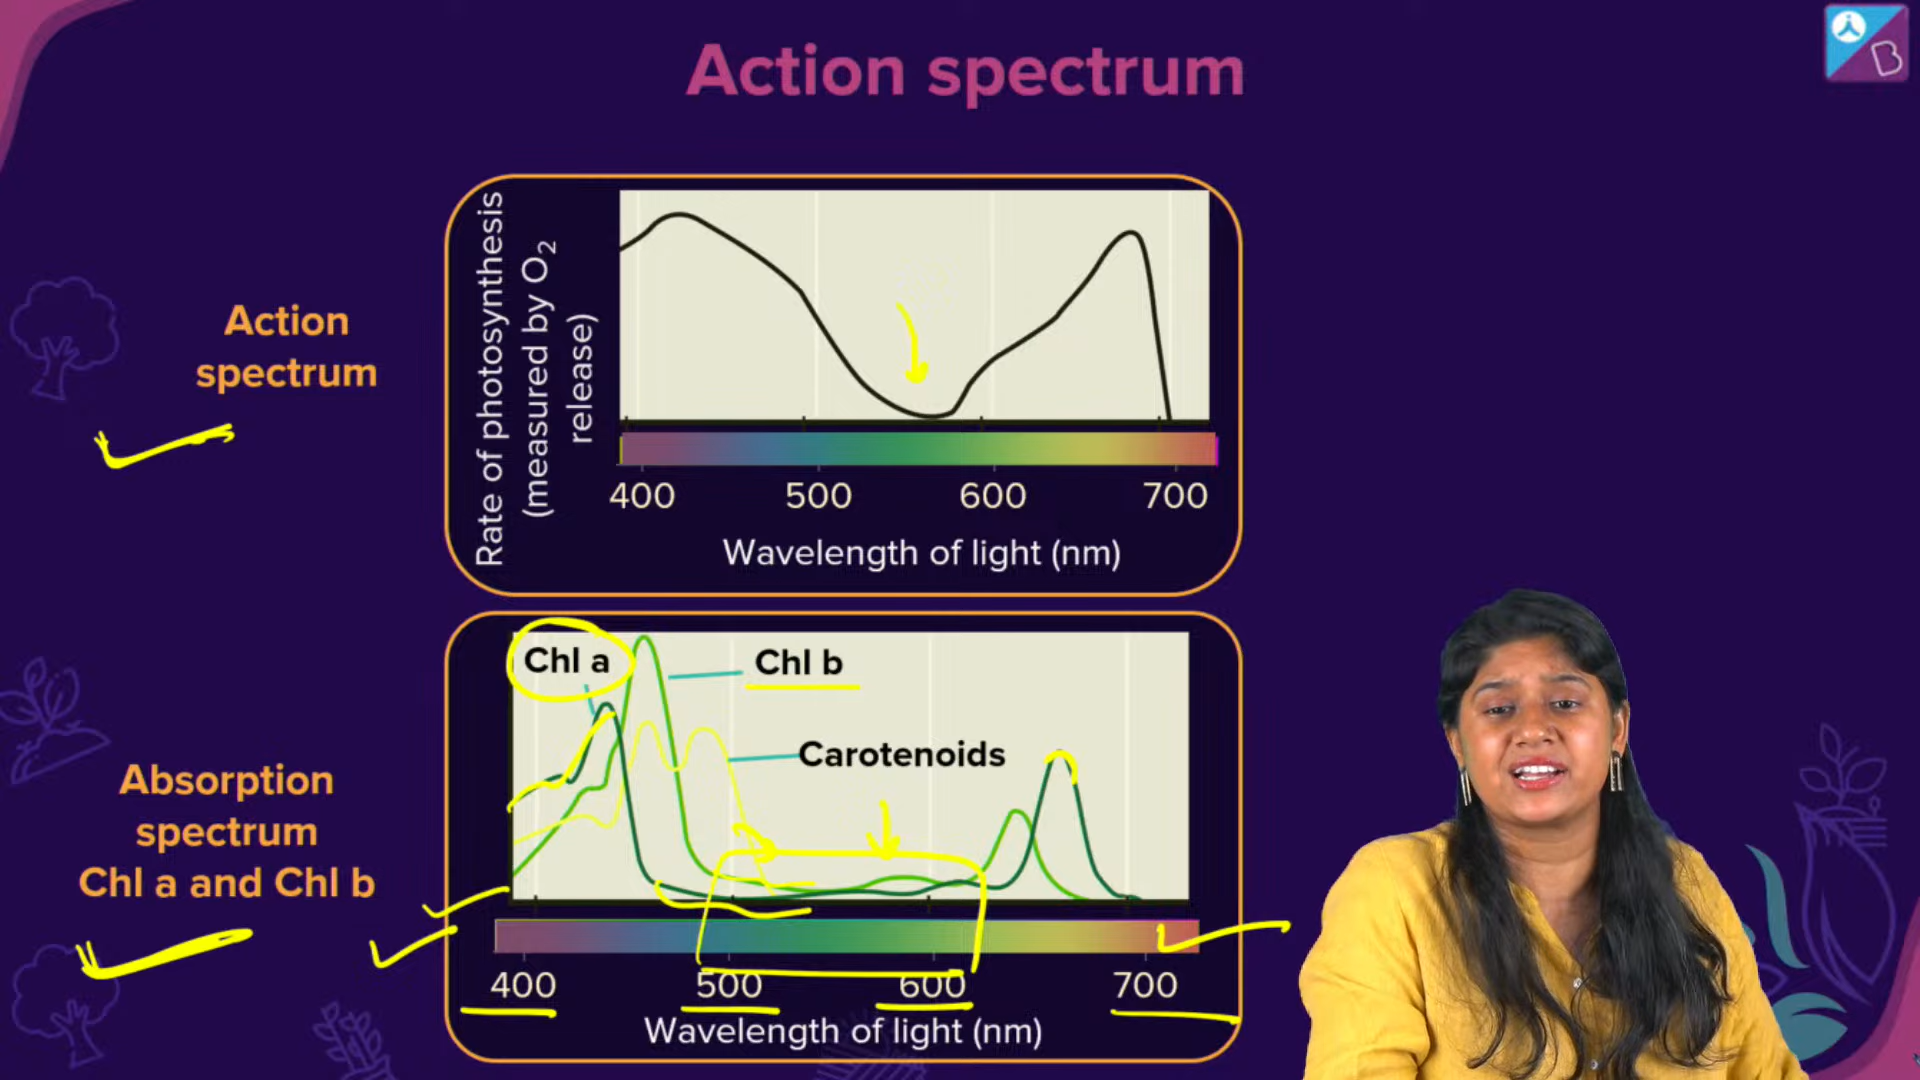 Action spectrum
Action
spectrum
Rate of photosynthesis
(measured by O₂
release)
400 500 600 700
Wavelength of light (nm)
Absorption
spectrum
Chl a and Chl b
Chl a
Chl b
Carotenoids
400 500 600 700
Wavelength of light (nm)
B